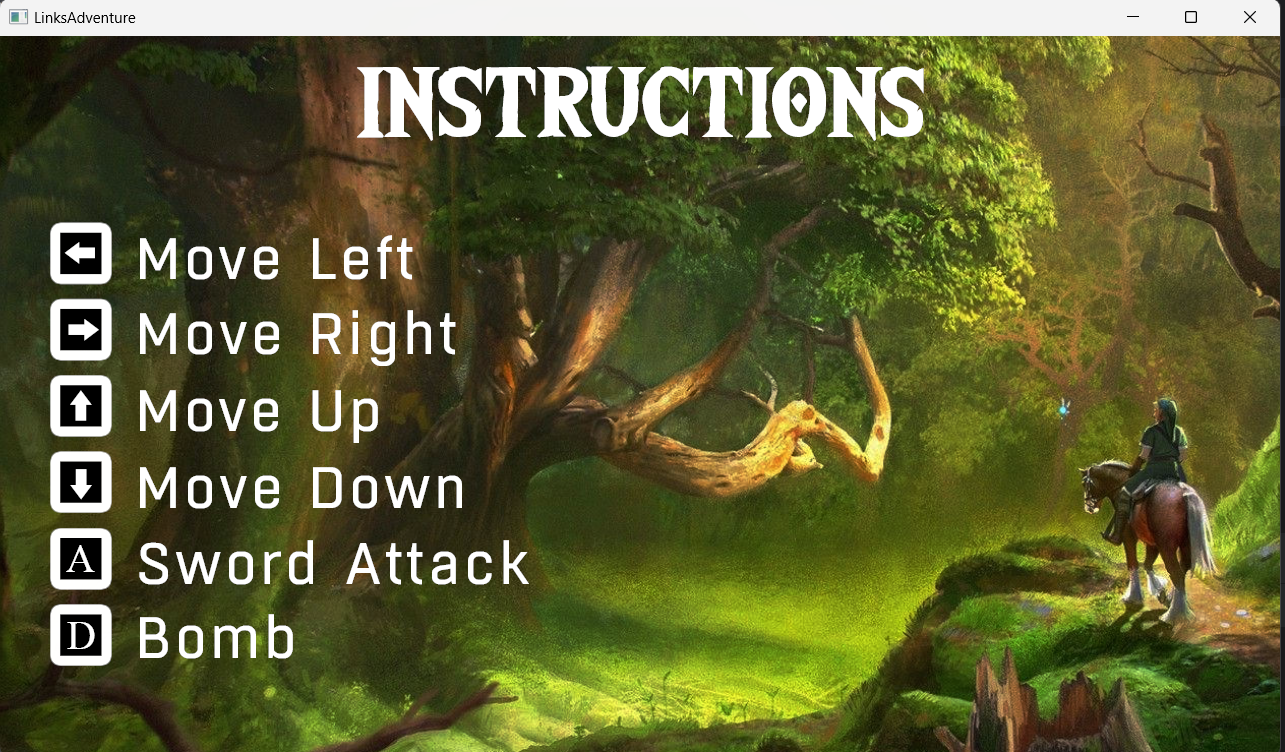 LinksAdventure
INSTRUCTIONS
Move Left
Move Right
Move Up
Move Down
A Sword Attack
D Bomb